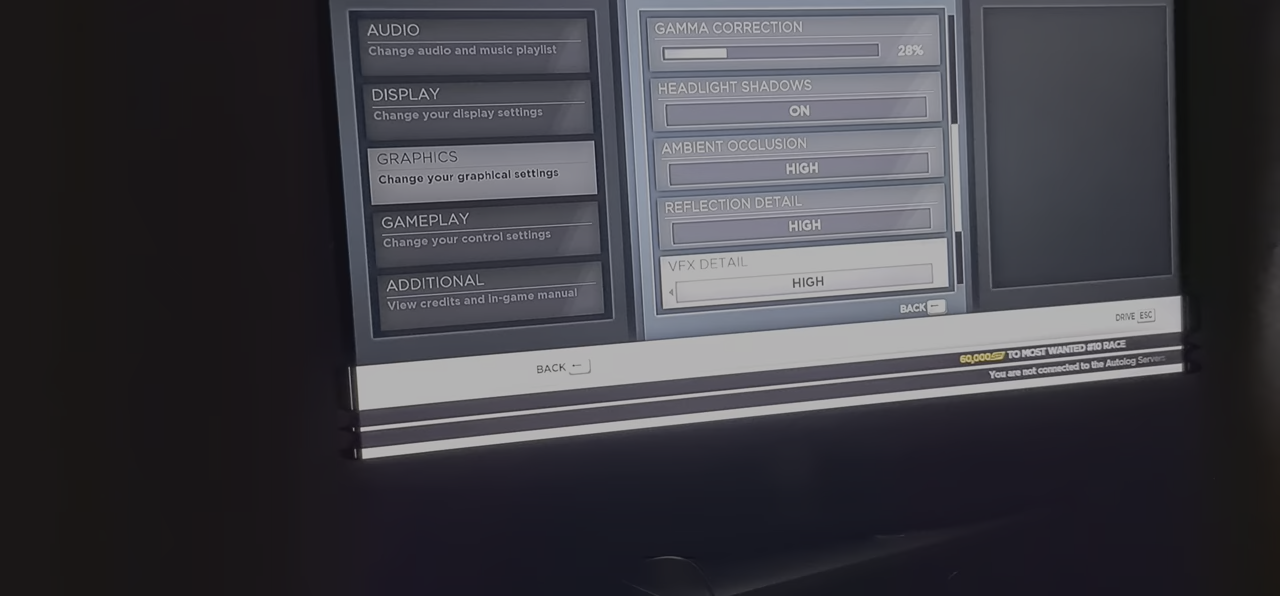 AUDIO
Change audio and music playlist
DISPLAY
Change your display settings
GRAPHICS
Change your graphical settings
GAMEPLAY
Change your control settings
ADDITIONAL
View credits and in-game manual
GAMMA CORRECTION
28%
HEADLIGHT SHADOWS
ON
AMBIENT OCCLUSION
HIGH
REFLECTION DETAIL
HIGH
VFX DETAIL
HIGH
BACK
DRIVE ESC
BACK
60,000 TO MOST WANTED #10 RACE
You are not connected to the Autolog Servers